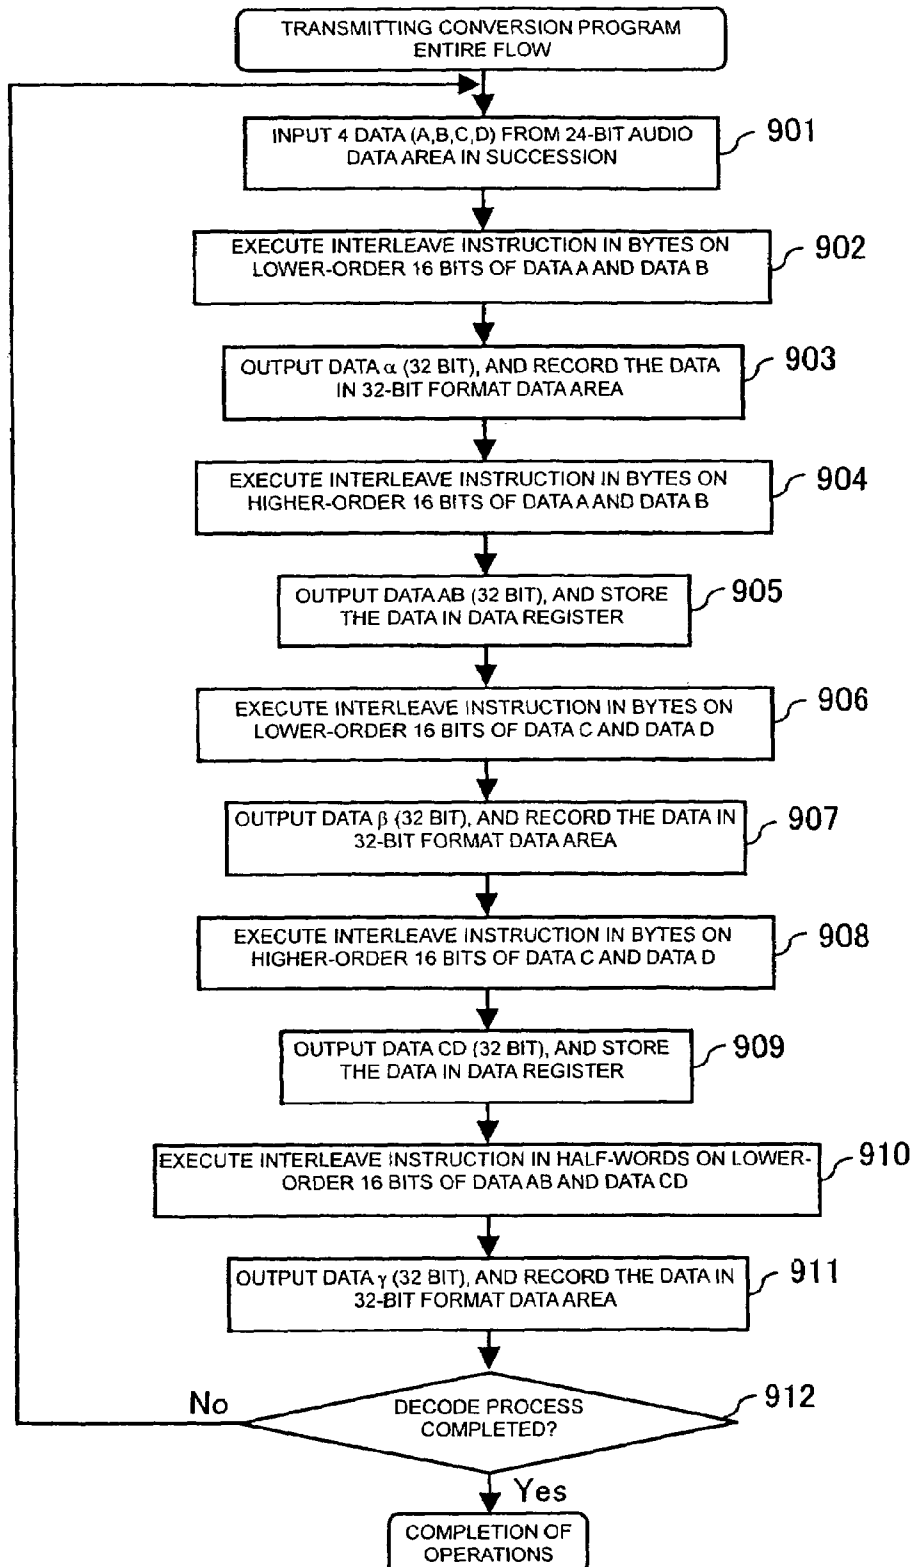 TRANSMITTING CONVERSION PROGRAM
ENTIRE FLOW
INPUT 4 DATA (A,B,C,D) FROM 24-BIT AUDIO
DATA AREA IN SUCCESSION
901
EXECUTE INTERLEAVE INSTRUCTION IN BYTES ON
LOWER-ORDER 16 BITS OF DATA A AND DATA B
902
OUTPUT DATA α (32 BIT), AND RECORD THE DATA
IN 32-BIT FORMAT DATA AREA
903
EXECUTE INTERLEAVE INSTRUCTION IN BYTES ON
HIGHER-ORDER 16 BITS OF DATA A AND DATA B
904
OUTPUT DATA AB (32 BIT), AND STORE
THE DATA IN DATA REGISTER
905
EXECUTE INTERLEAVE INSTRUCTION IN BYTES ON
LOWER-ORDER 16 BITS OF DATA C AND DATA D
906
OUTPUT DATA β (32 BIT), AND RECORD THE DATA IN
32-BIT FORMAT DATA AREA
907
EXECUTE INTERLEAVE INSTRUCTION IN BYTES ON
HIGHER-ORDER 16 BITS OF DATA C AND DATA D
908
OUTPUT DATA CD (32 BIT), AND STORE
THE DATA IN DATA REGISTER
909
EXECUTE INTERLEAVE INSTRUCTION IN HALF-WORDS ON LOWER-
ORDER 16 BITS OF DATA AB AND DATA CD
910
OUTPUT DATA γ (32 BIT), AND RECORD THE DATA IN
32-BIT FORMAT DATA AREA
911
No
DECODE PROCESS
COMPLETED?
912
Yes
COMPLETION OF
OPERATIONS